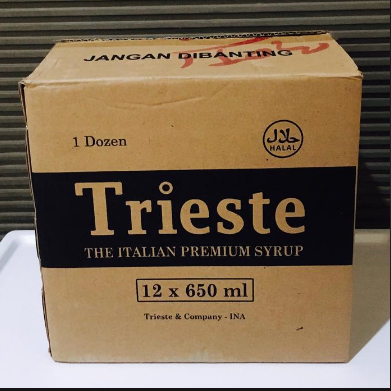 JANGAN DIBANTING
1 Dozen
حلال
HALAL
Trieste
THE ITALIAN PREMIUM SYRUP
12 x 650 ml
Trieste & Company - INA